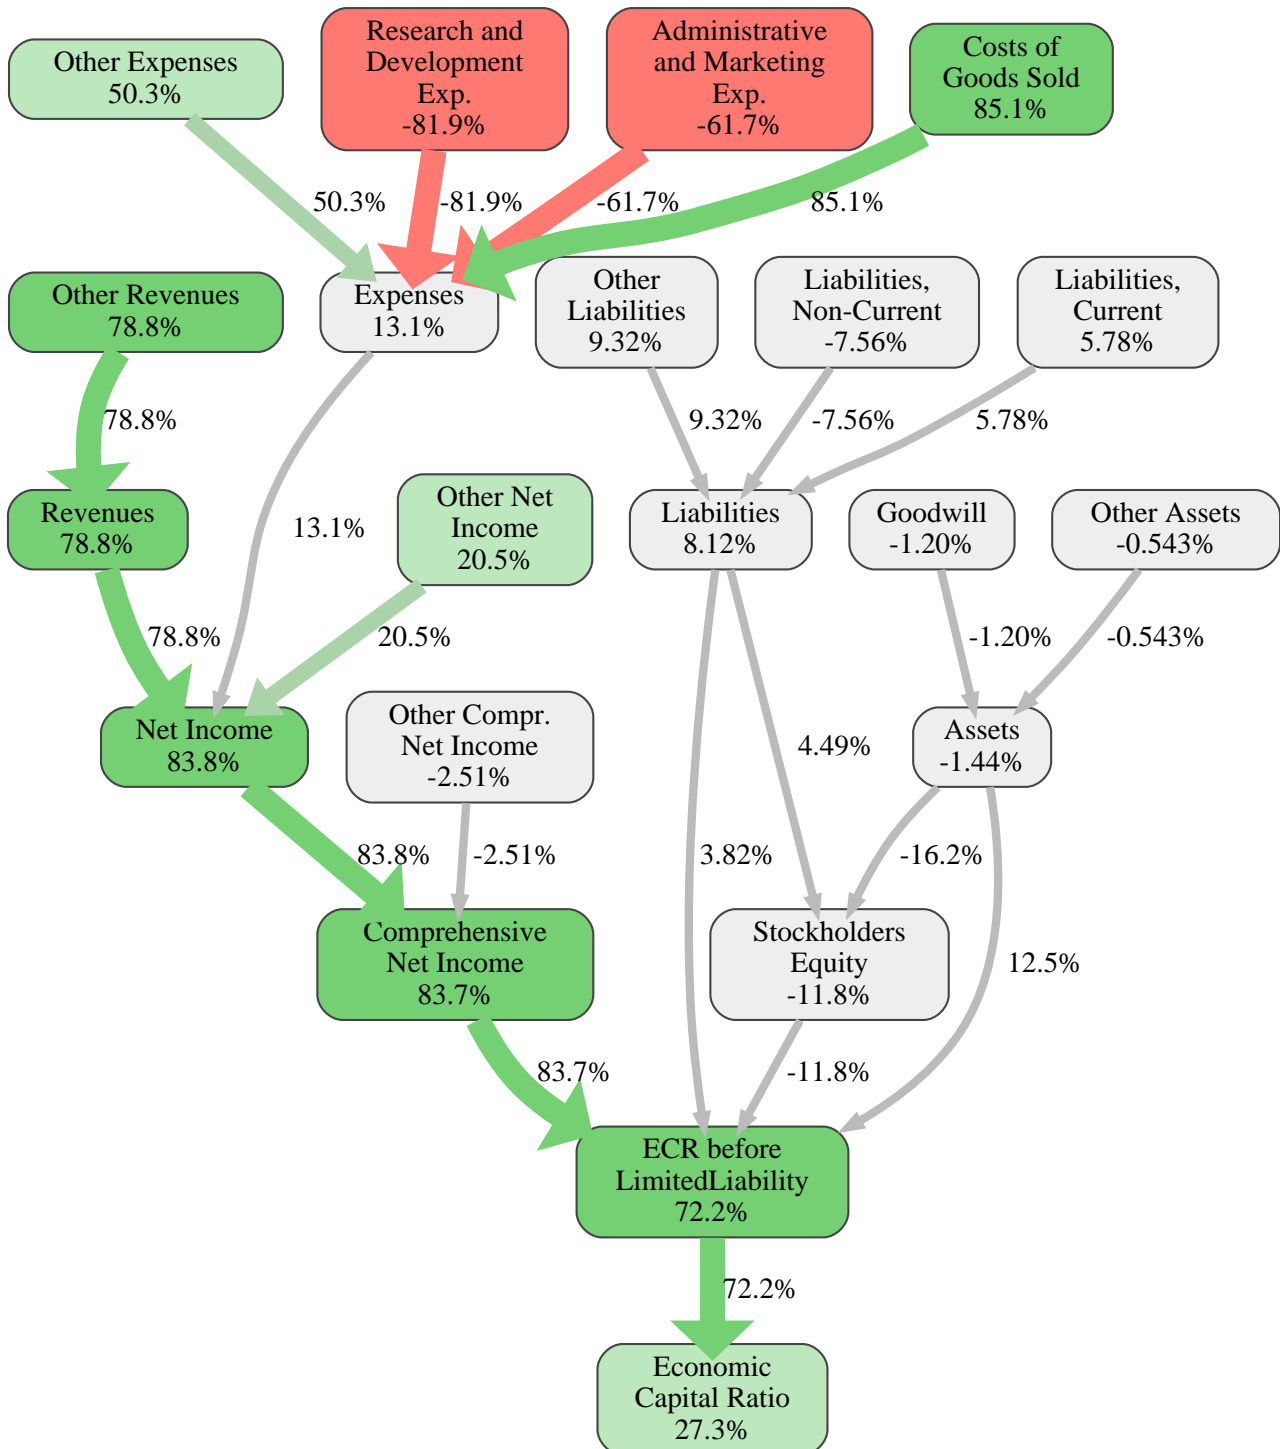 Other Expenses
50.3%
Research and
Development
Exp.
-81.9%
Administrative
and Marketing
Exp.
-61.7%
Costs of
Goods Sold
85.1%
50.3%
-81.9%
-61.7%
85.1%
Other Revenues
78.8%
Expenses
13.1%
Other
Liabilities
9.32%
Liabilities,
Non-Current
-7.56%
Liabilities,
Current
5.78%
78.8%
9.32%
-7.56%
5.78%
Revenues
78.8%
13.1%
Other Net
Income
20.5%
Liabilities
8.12%
Goodwill
-1.20%
Other Assets
-0.543%
78.8%
20.5%
-1.20%
-0.543%
Net Income
83.8%
Other Compr.
Net Income
-2.51%
4.49%
Assets
-1.44%
83.8%
-2.51%
3.82%
-16.2%
Comprehensive
Net Income
83.7%
Stockholders
Equity
-11.8%
12.5%
83.7%
-11.8%
ECR before
LimitedLiability
72.2%
72.2%
Economic
Capital Ratio
27.3%